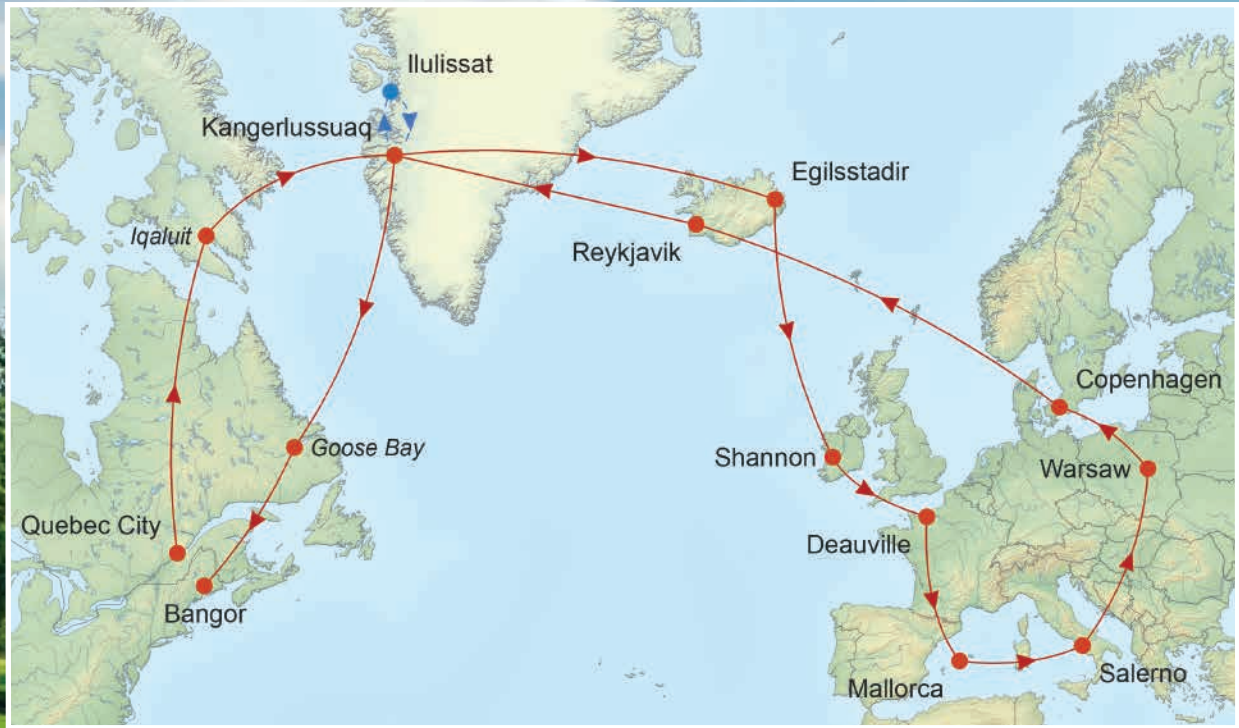 Ilulissat
Kangerlussuaq
Egilsstadir
Iqaluit
Reykjavik
Copenhagen
Goose Bay
Shannon
Warsaw
Quebec City
Deauville
Bangor
Mallorca
Salerno